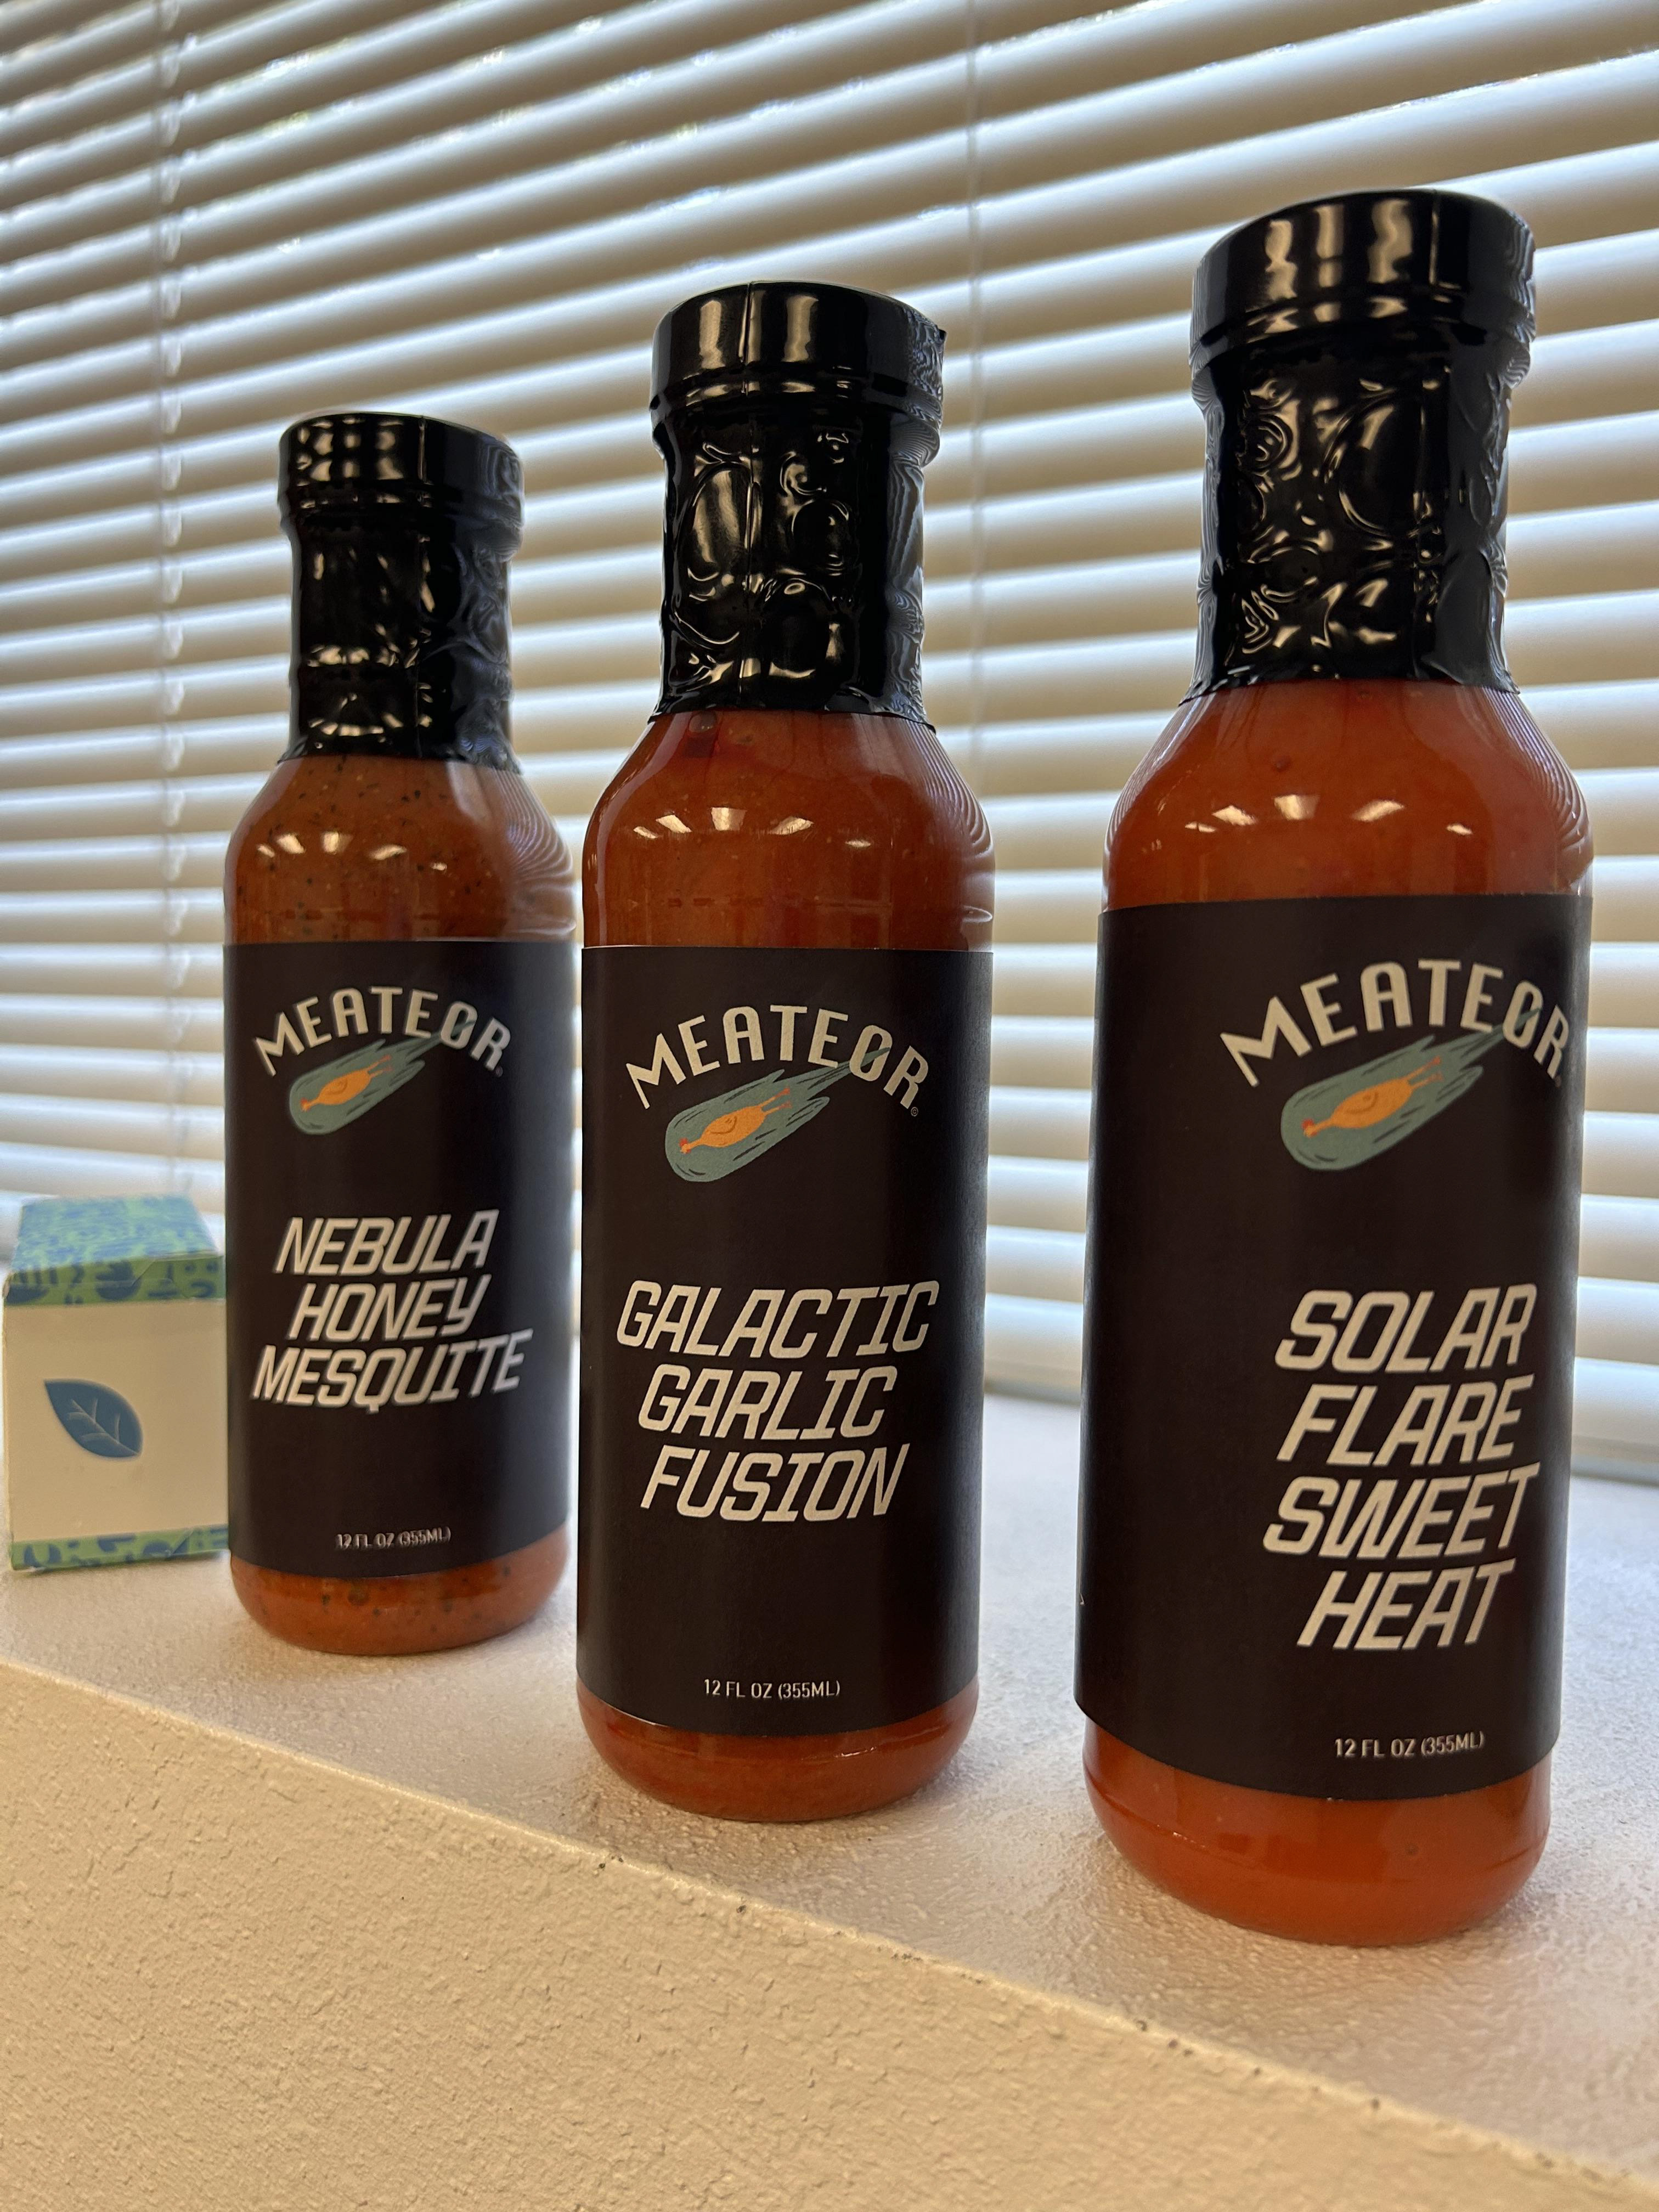 MEATEOR®
NEBULA
HONEY
MESQUITE
12 FL OZ (355ML)
MEATEOR®
GALACTIC
GARLIC
FUSION
12 FL OZ (355ML)
MEATEOR®
SOLAR
FLARE
SWEET
HEAT
12 FL OZ (355ML)